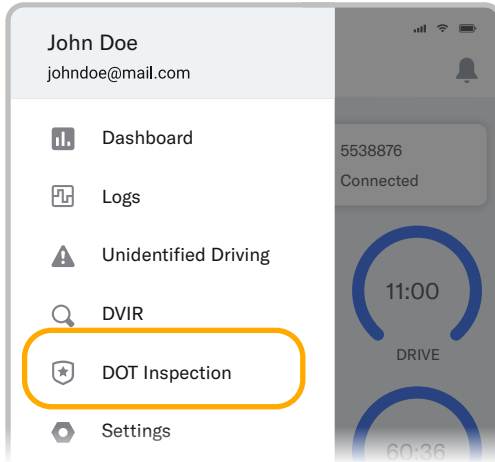 John Doe
johndoe@mail.com
Dashboard
Logs
Unidentified Driving
DVIR
DOT Inspection
Settings
5538876
Connected
11:00
DRIVE
60:36